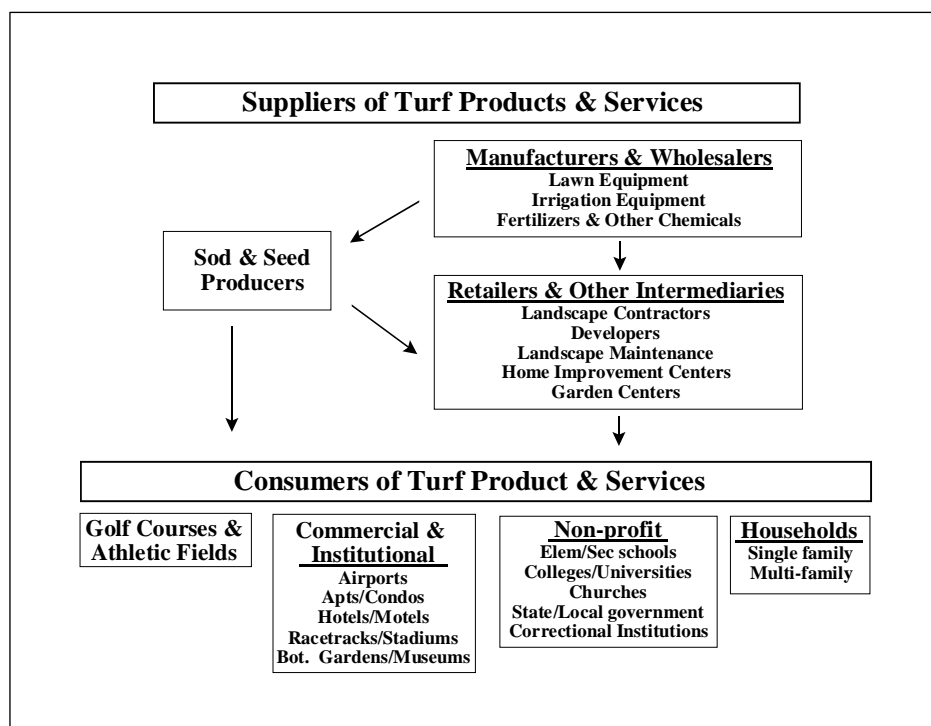 Suppliers of Turf Products & Services
Manufacturers & Wholesalers
Lawn Equipment
Irrigation Equipment
Fertilizers & Other Chemicals
Sod & Seed
Producers
Retailers & Other Intermediaries
Landscape Contractors
Developers
Landscape Maintenance
Home Improvement Centers
Garden Centers
Consumers of Turf Product & Services
Golf Courses &
Athletic Fields
Commercial &
Institutional
Airports
Apts/Condos
Hotels/Motels
Racetracks/Stadiums
Bot. Gardens/Museums
Non-profit
Elem/Sec schools
Colleges/Universities
Churches
State/Local government
Correctional Institutions
Households
Single family
Multi-family